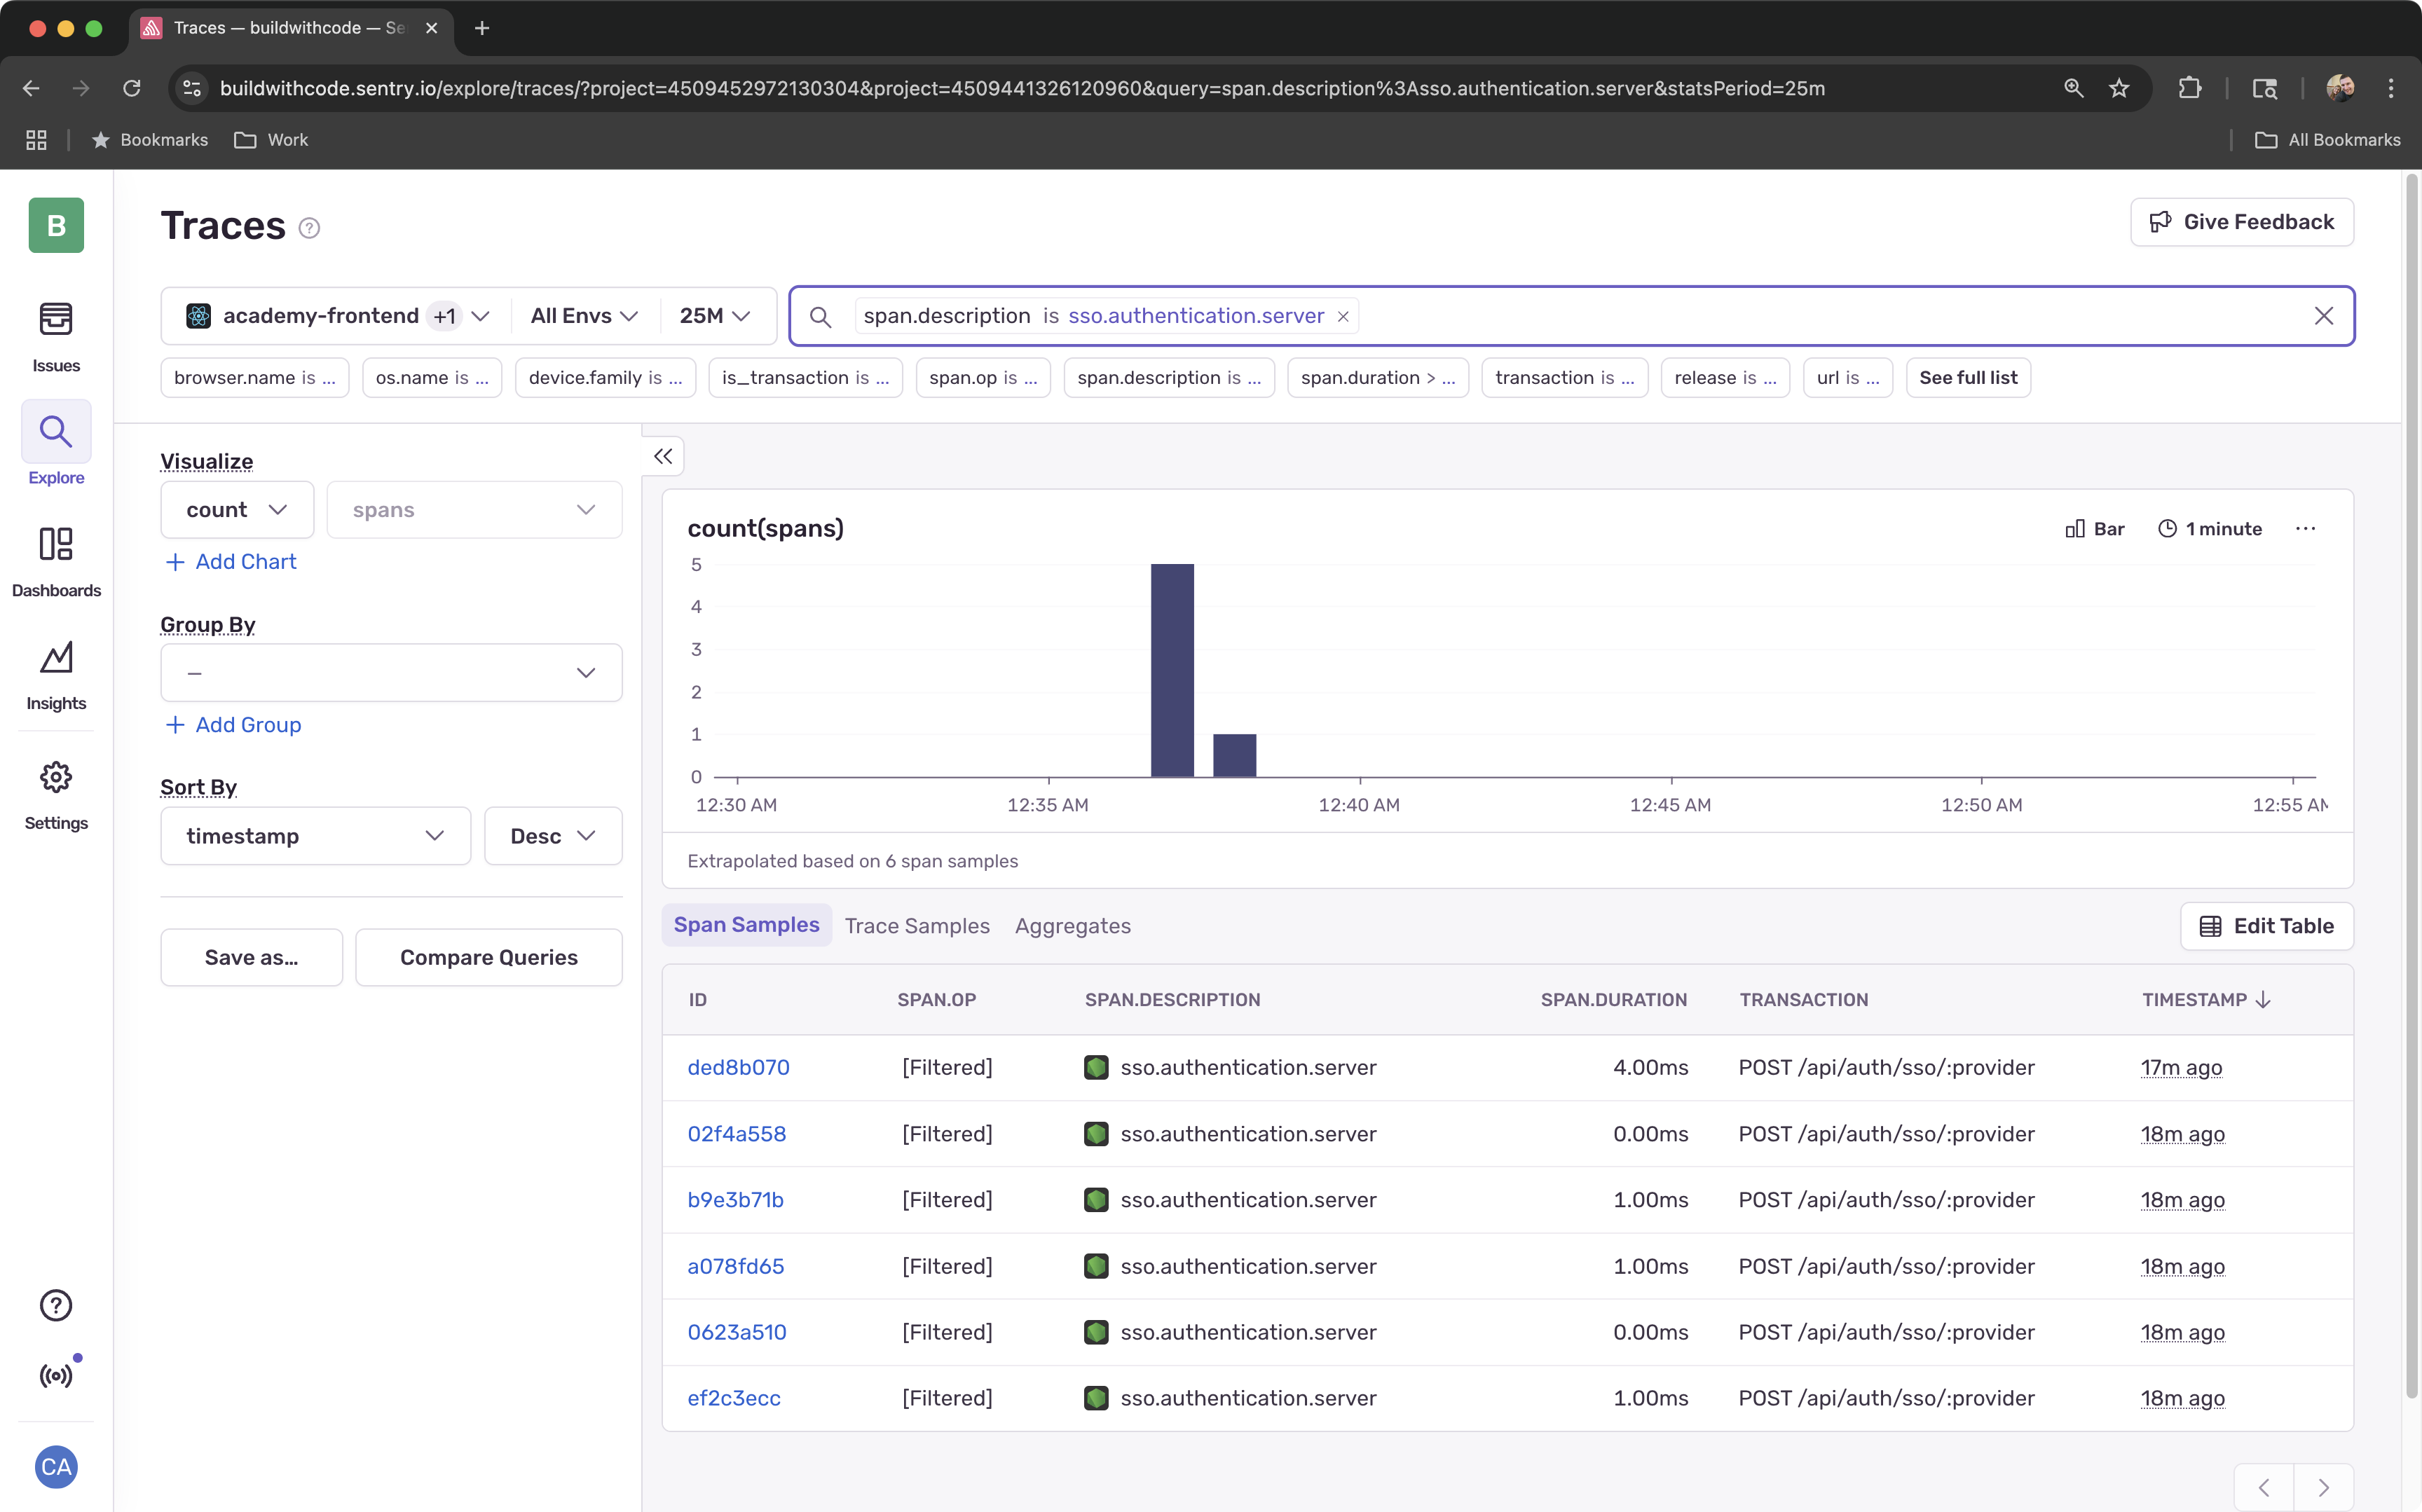 Traces — buildwithcode — Se
buildwithcode.sentry.io/explore/traces/?project=4509452972130304&project=4509441326120960&query=span.description%3Asso.authentication.server&statsPeriod=25m
Bookmarks
Work
All Bookmarks
B
Issues
Explore
Dashboards
Insights
Settings
CA
Traces ?
Give Feedback
academy-frontend +1
All Envs
25M
span.description is sso.authentication.server
browser.name is ...
os.name is ...
device.family is ...
is_transaction is ...
span.op is ...
span.description is ...
span.duration > ...
transaction is ...
release is ...
url is ...
See full list
Visualize
count
spans
+ Add Chart
Group By
—
+ Add Group
Sort By
timestamp
Desc
Save as...
Compare Queries
count(spans)
Bar
1 minute
5
4
3
2
1
0
12:30 AM
12:35 AM
12:40 AM
12:45 AM
12:50 AM
12:55 AM
Extrapolated based on 6 span samples
Span Samples
Trace Samples
Aggregates
Edit Table
ID SPAN.OP SPAN.DESCRIPTION SPAN.DURATION TRANSACTION TIMESTAMP
ded8b070 [Filtered] sso.authentication.server 4.00ms POST /api/auth/sso/:provider 17m ago
02f4a558 [Filtered] sso.authentication.server 0.00ms POST /api/auth/sso/:provider 18m ago
b9e3b71b [Filtered] sso.authentication.server 1.00ms POST /api/auth/sso/:provider 18m ago
a078fd65 [Filtered] sso.authentication.server 1.00ms POST /api/auth/sso/:provider 18m ago
0623a510 [Filtered] sso.authentication.server 0.00ms POST /api/auth/sso/:provider 18m ago
ef2c3ecc [Filtered] sso.authentication.server 1.00ms POST /api/auth/sso/:provider 18m ago